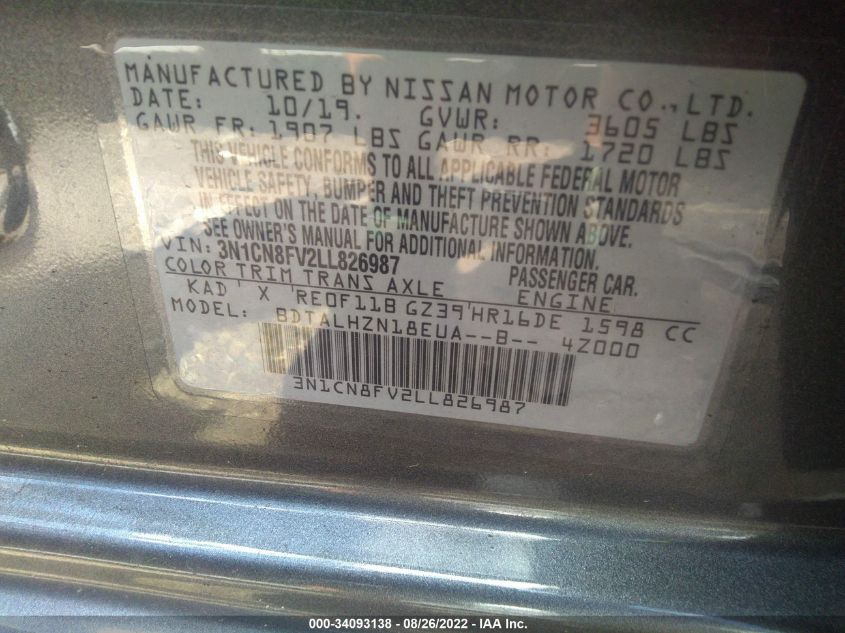 MANUFACTURED BY NISSAN MOTOR CO., LTD.
DATE: 10/19. GVWR: 3605 LBS
GAWR FR: 1907 LBS GAWR RR: 1720 LBS
THIS VEHICLE CONFORMS TO ALL APPLICABLE FEDERAL MOTOR
VEHICLE SAFETY, BUMPER AND THEFT PREVENTION STANDARDS
IN EFFECT ON THE DATE OF MANUFACTURE SHOWN ABOVE.
SEE OWNER'S MANUAL FOR ADDITIONAL INFORMATION.
VIN: 3N1CN8FV2LL826987 PASSENGER CAR.
COLOR TRIM TRANS AXLE ENGINE
KAD ' X 'RE0F11B GZ39'HR16DE 1598 CC
MODEL: BDTALHZN18EUA--B-- 4Z000
3N1CN8FV2LL826987
000-34093138 - 08/26/2022 - IAA Inc.